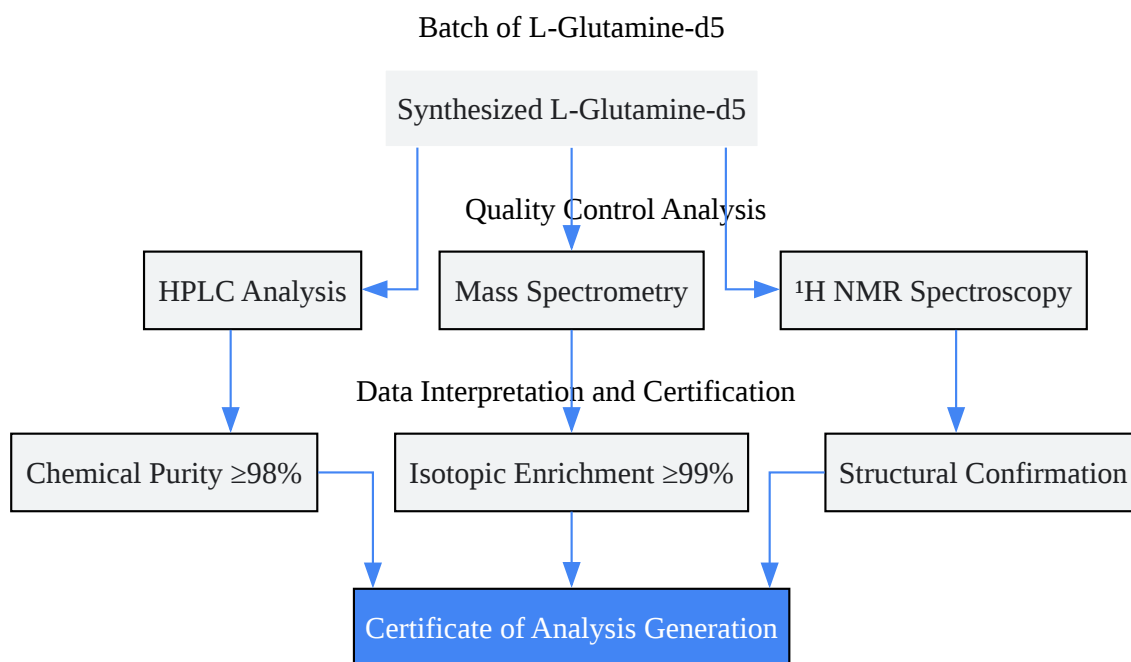 Batch of L-Glutamine-d5
Synthesized L-Glutamine-d5
Quality Control Analysis
HPLC Analysis
Mass Spectrometry
¹H NMR Spectroscopy
Data Interpretation and Certification
Chemical Purity ≥98%
Isotopic Enrichment ≥99%
Structural Confirmation
Certificate of Analysis Generation